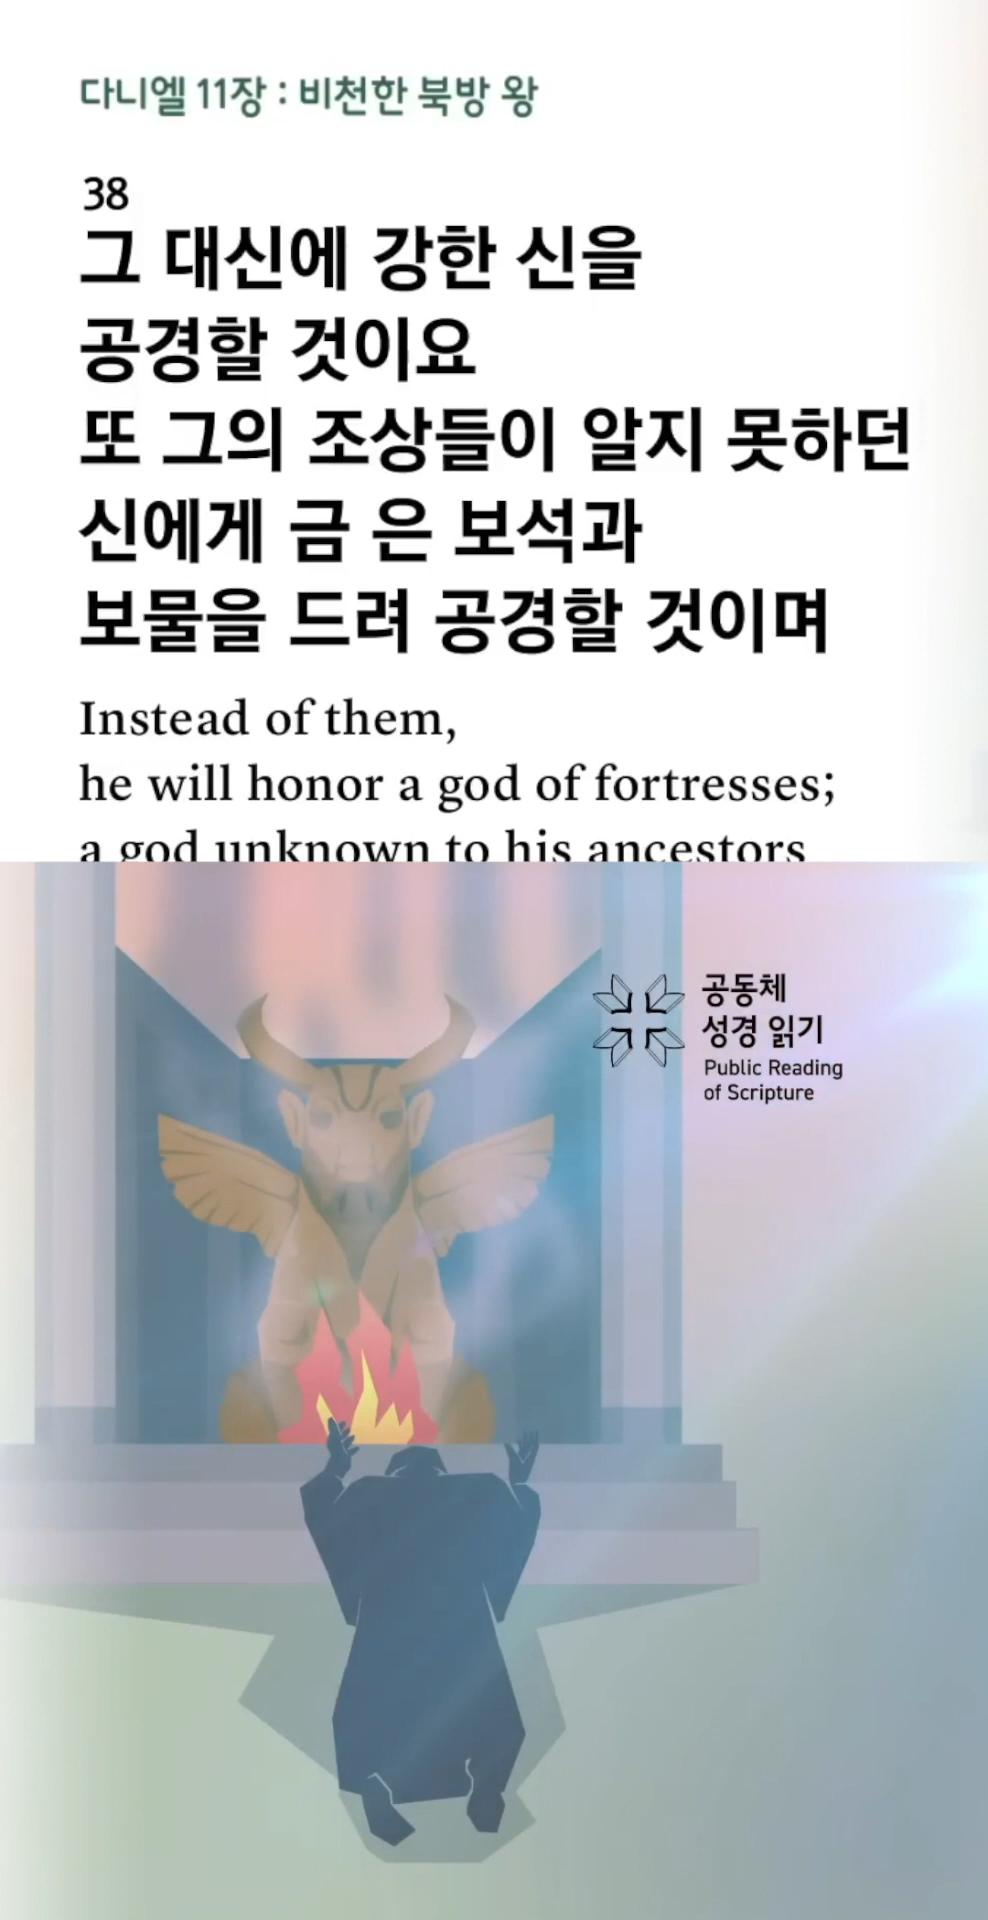 다니엘 11장 : 비천한 북방 왕
38
그 대신에 강한 신을
공경할 것이요
또 그의 조상들이 알지 못하던
신에게 금 은 보석과
보물을 드려 공경할 것이며
Instead of them,
he will honor a god of fortresses;
a god unknown to his ancestors
공동체
성경 읽기
Public Reading
of Scripture